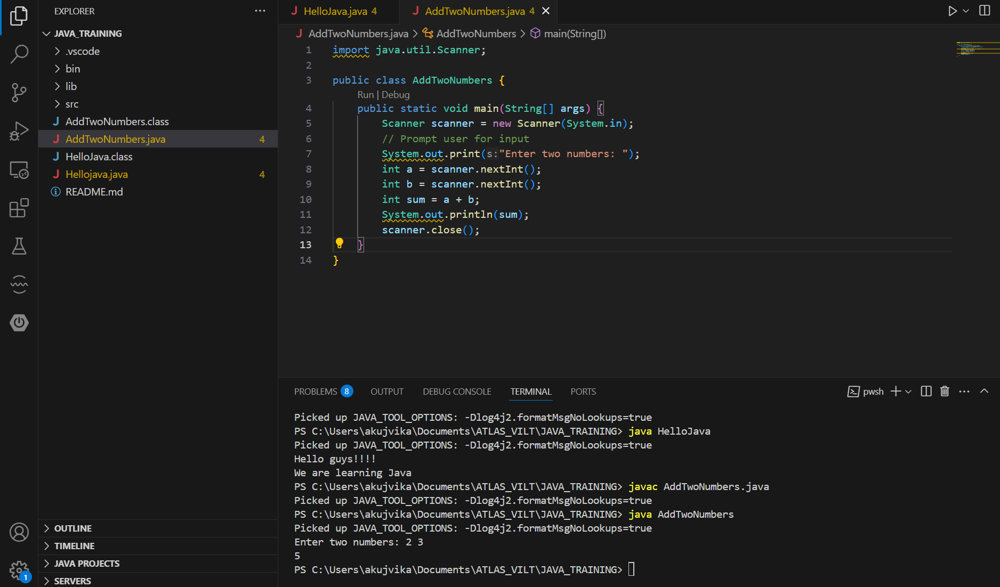 EXPLORER
JAVA_TRAINING
.vscode
bin
lib
src
AddTwoNumbers.class
AddTwoNumbers.java 4
HelloJava.class
Hellojava.java 4
README.md
OUTLINE
TIMELINE
JAVA PROJECTS
SERVERS
1
HelloJava.java 4
AddTwoNumbers.java 4
AddTwoNumbers.java > AddTwoNumbers > main(String[])
1 import java.util.Scanner;
2
3 public class AddTwoNumbers {
Run | Debug
4 public static void main(String[] args) {
5 Scanner scanner = new Scanner(System.in);
6 // Prompt user for input
7 System.out.print(s:"Enter two numbers: ");
8 int a = scanner.nextInt();
9 int b = scanner.nextInt();
10 int sum = a + b;
11 System.out.println(sum);
12 scanner.close();
13 }
14 }
PROBLEMS 8 OUTPUT DEBUG CONSOLE TERMINAL PORTS
pwsh
Picked up JAVA_TOOL_OPTIONS: -Dlog4j2.formatMsgNoLookups=true
PS C:\Users\akujvika\Documents\ATLAS_VILT\JAVA_TRAINING> java HelloJava
Picked up JAVA_TOOL_OPTIONS: -Dlog4j2.formatMsgNoLookups=true
Hello guys!!!!
We are learning Java
PS C:\Users\akujvika\Documents\ATLAS_VILT\JAVA_TRAINING> javac AddTwoNumbers.java
Picked up JAVA_TOOL_OPTIONS: -Dlog4j2.formatMsgNoLookups=true
PS C:\Users\akujvika\Documents\ATLAS_VILT\JAVA_TRAINING> java AddTwoNumbers
Picked up JAVA_TOOL_OPTIONS: -Dlog4j2.formatMsgNoLookups=true
Enter two numbers: 2 3
5
PS C:\Users\akujvika\Documents\ATLAS_VILT\JAVA_TRAINING>